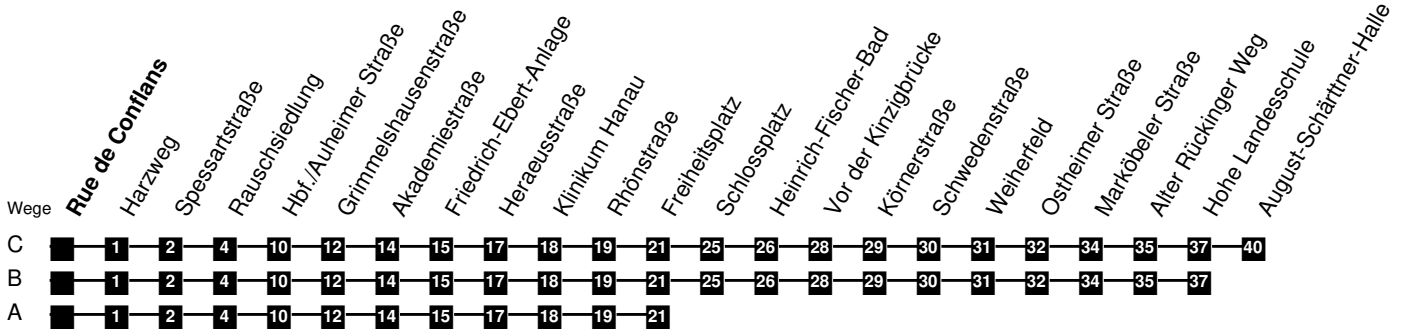 Rue de Conflans
Harzweg
Spessartstraße
Rauschsiedlung
Hbf./Auheimer Straße
Grimmelshausenstraße
Akademiestraße
Friedrich-Ebert-Anlage
Heraeusstraße
Klinikum Hanau
Rhönstraße
Freiheitsplatz
Schlossplatz
Heinrich-Fischer-Bad
Vor der Kinzigbrücke
Körnerstraße
Schwedenstraße
Weiherfeld
Ostheimer Straße
Marköbeler Straße
Alter Rückinger Weg
Hohe Landesschule
August-Schärttner-Halle
Wege
C 1 2 4 10 12 14 15 17 18 19 21 25 26 28 29 30 31 32 34 35 37 40
B 1 2 4 10 12 14 15 17 18 19 21 25 26 28 29 30 31 32 34 35 37
A 1 2 4 10 12 14 15 17 18 19 21